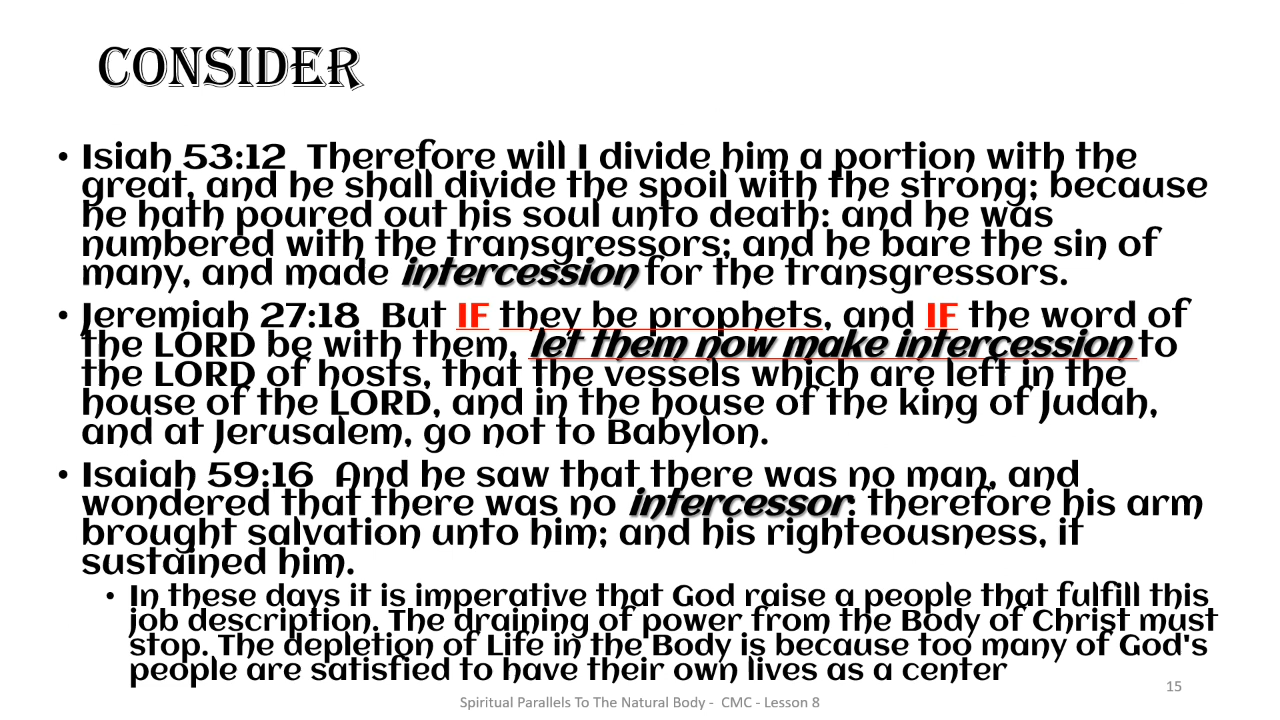 CONSIDER
• Isiah 53:12  Therefore will I divide him a portion with the
great, and he shall divide the spoil with the strong; because
he hath poured out his soul unto death: and he was
numbered with the transgressors; and he bare the sin of
many, and made intercession for the transgressors.
• Jeremiah 27:18  But IF they be prophets, and IF the word of
the LORD be with them, let them now make intercession to
the LORD of hosts, that the vessels which are left in the
house of the LORD, and in the house of the king of Judah,
and at Jerusalem, go not to Babylon.
• Isaiah 59:16  And he saw that there was no man, and
wondered that there was no intercessor: therefore his arm
brought salvation unto him; and his righteousness, it
sustained him.
• In these days it is imperative that God raise a people that fulfill this
job description. The draining of power from the Body of Christ must
stop. The depletion of Life in the Body is because too many of God's
people are satisfied to have their own lives as a center
15
Spiritual Parallels To The Natural Body -  CMC - Lesson 8